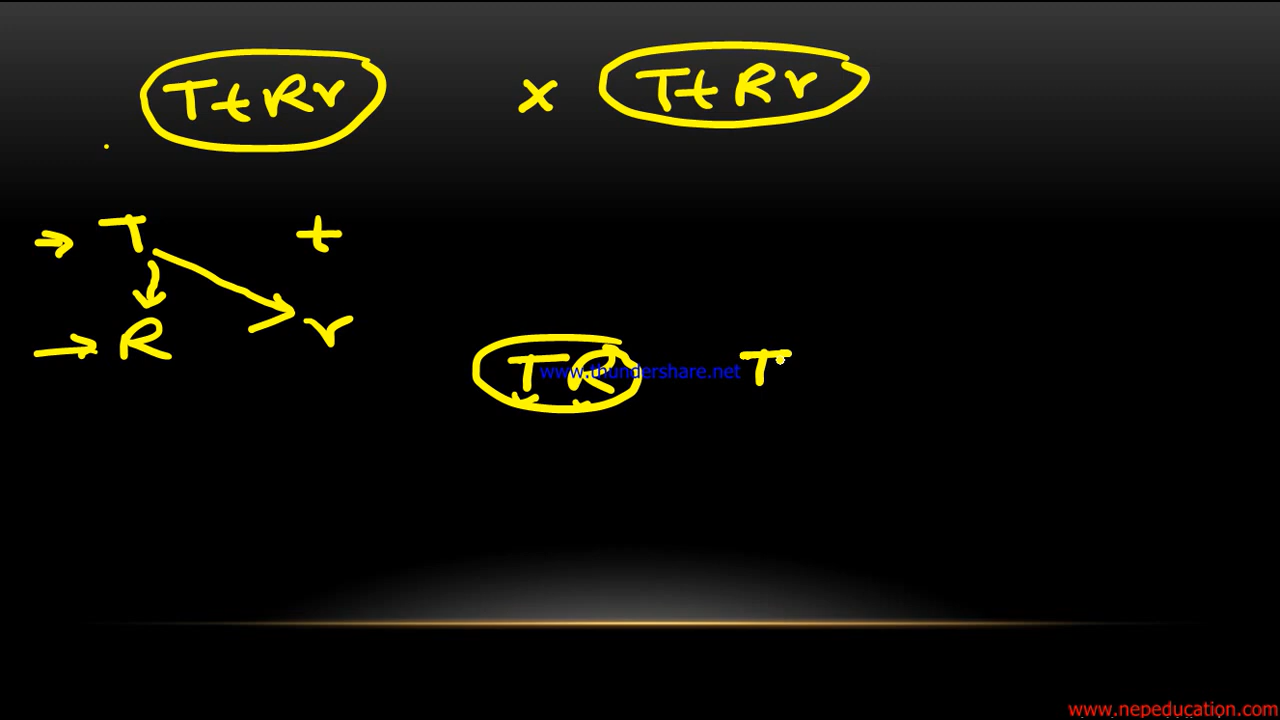 TtRr x TtRr
T t
R r
TR T
www.thundershare.net
www.nepeducation.com